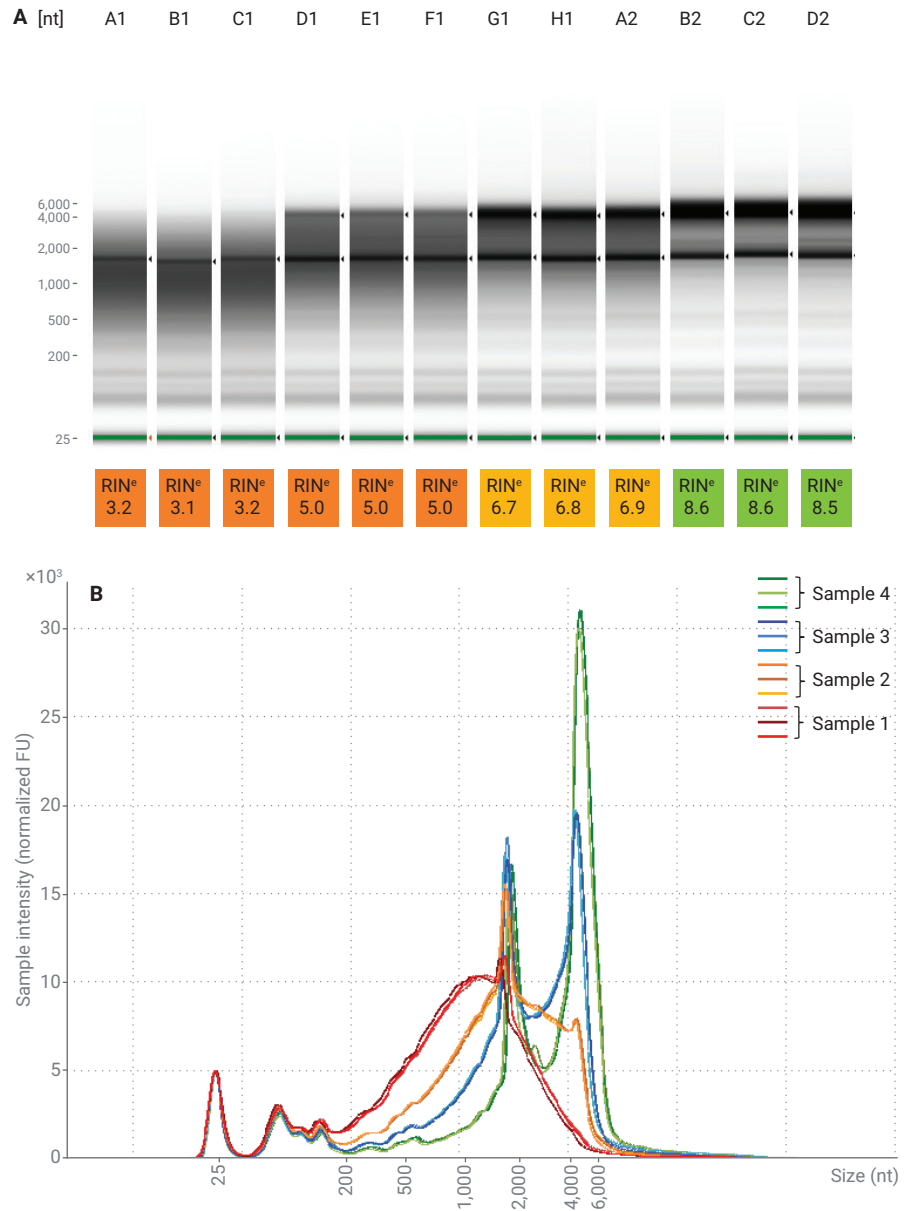 A [nt] A1 B1 C1 D1 E1 F1 G1 H1 A2 B2 C2 D2
6,000
4,000
2,000
1,000
500
200
25
RINe RINe RINe RINe RINe RINe RINe RINe RINe RINe RINe RINe
3.2 3.1 3.2 5.0 5.0 5.0 6.7 6.8 6.9 8.6 8.6 8.5
×10³
B
Sample 4
Sample 3
Sample 2
Sample 1
30
25
20
15
10
5
0
Sample intensity (normalized FU)
25 200 500 1,000 2,000 4,000 6,000
Size (nt)